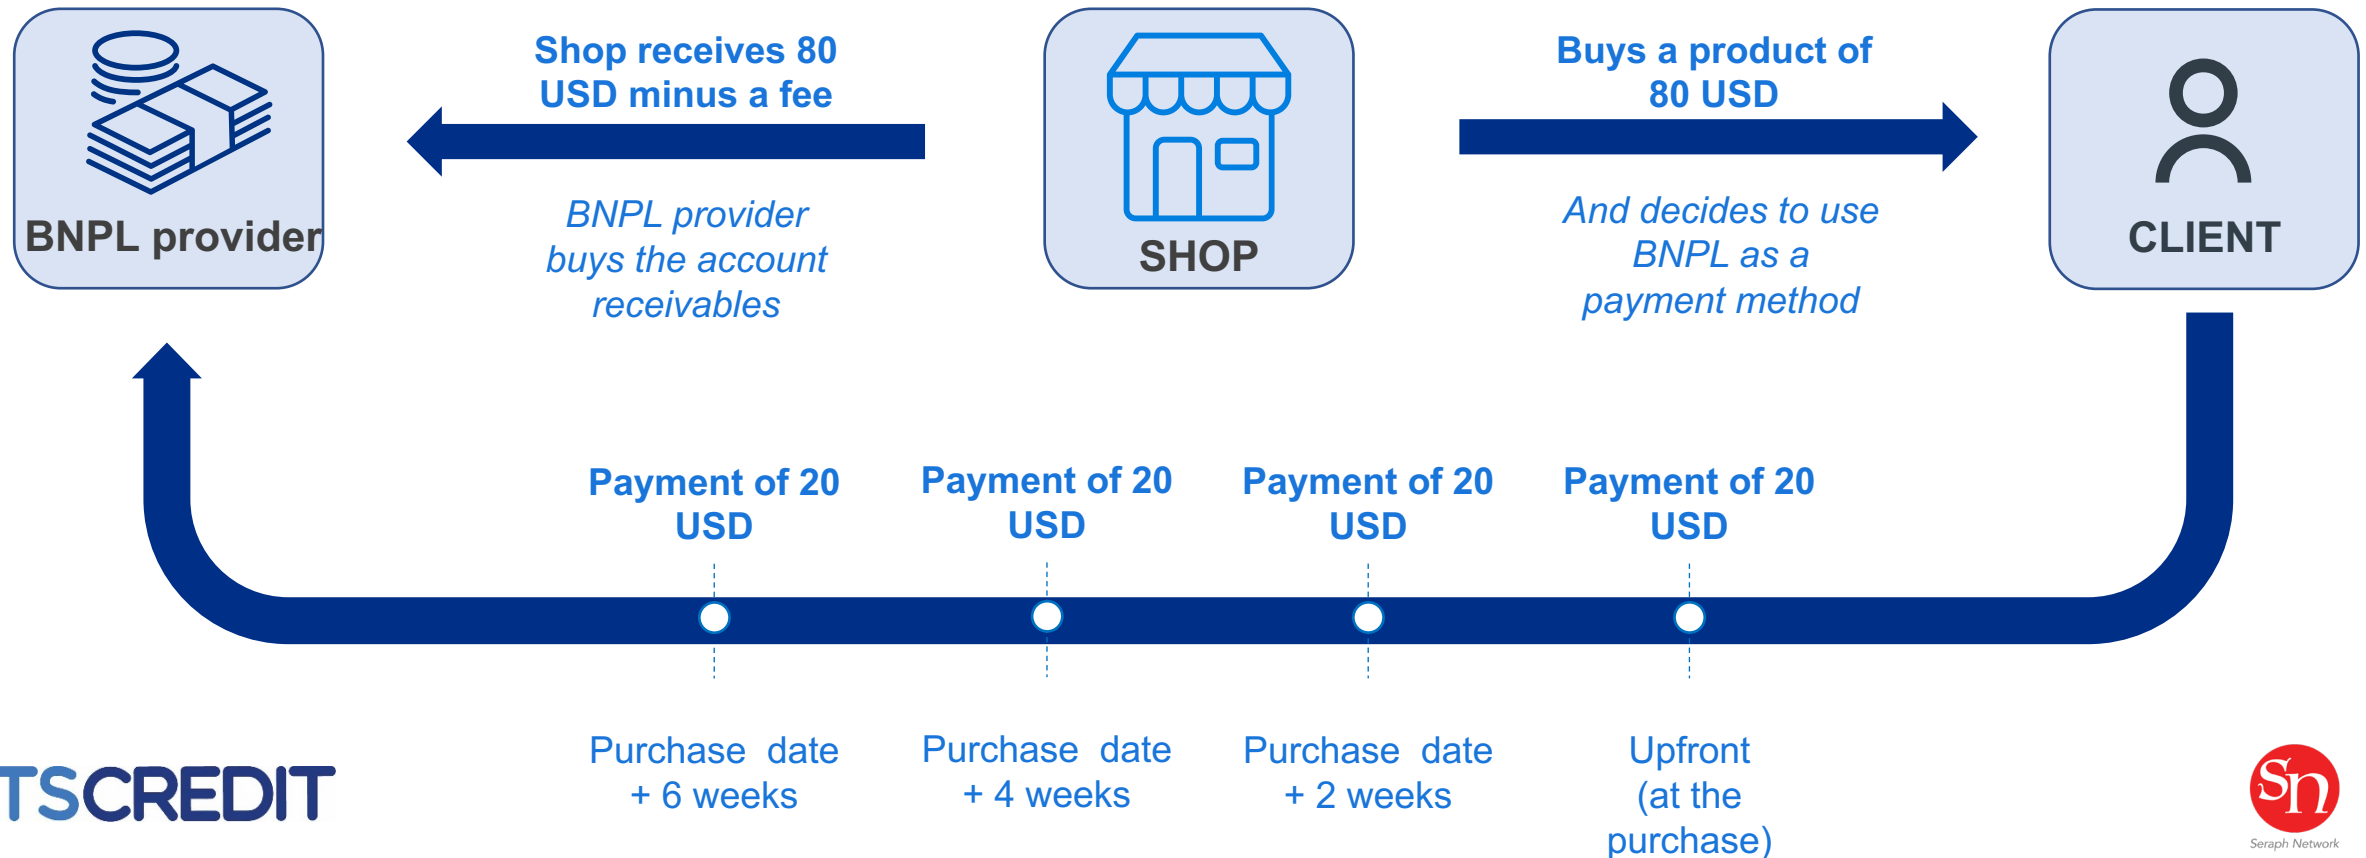 Shop receives 80
USD minus a fee
Buys a product of
80 USD
BNPL provider
buys the account
receivables
And decides to use
BNPL as a
payment method
BNPL provider
SHOP
CLIENT
Payment of 20
USD
Payment of 20
USD
Payment of 20
USD
Payment of 20
USD
Purchase date
+ 6 weeks
Purchase date
+ 4 weeks
Purchase date
+ 2 weeks
Upfront
(at the
purchase)
TSCREDIT
Sn
Seraph Network